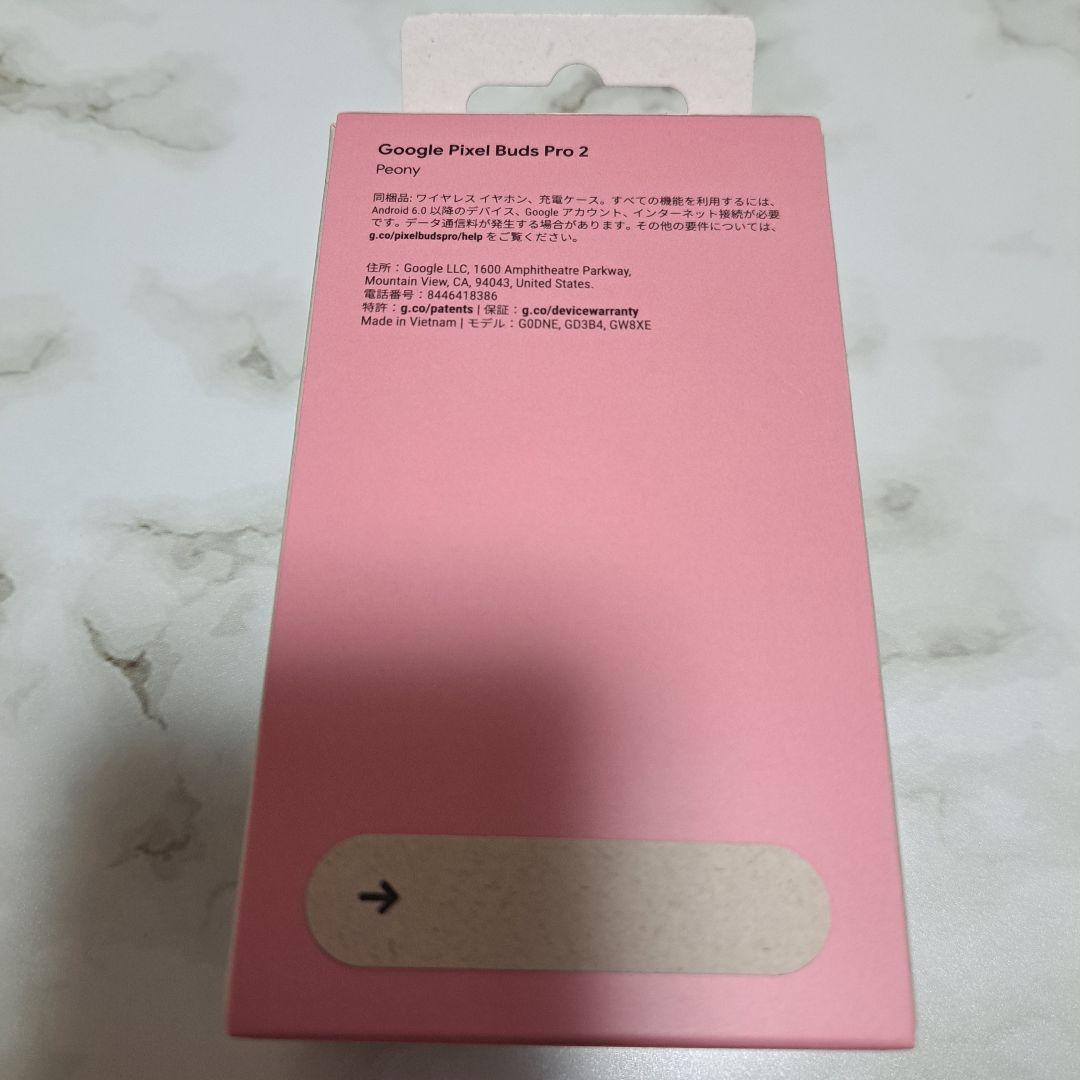 Google Pixel Buds Pro 2
Peony
同梱品: ワイヤレス イヤホン、充電ケース。すべての機能を利用するには、
Android 6.0 以降のデバイス、Google アカウント、インターネット接続が必要
です。データ通信料が発生する場合があります。その他の要件については、
g.co/pixelbudspro/help をご覧ください。
住所：Google LLC, 1600 Amphitheatre Parkway,
Mountain View, CA, 94043, United States.
電話番号：8446418386
特許：g.co/patents | 保証：g.co/devicewarranty
Made in Vietnam | モデル：G0DNE, GD3B4, GW8XE